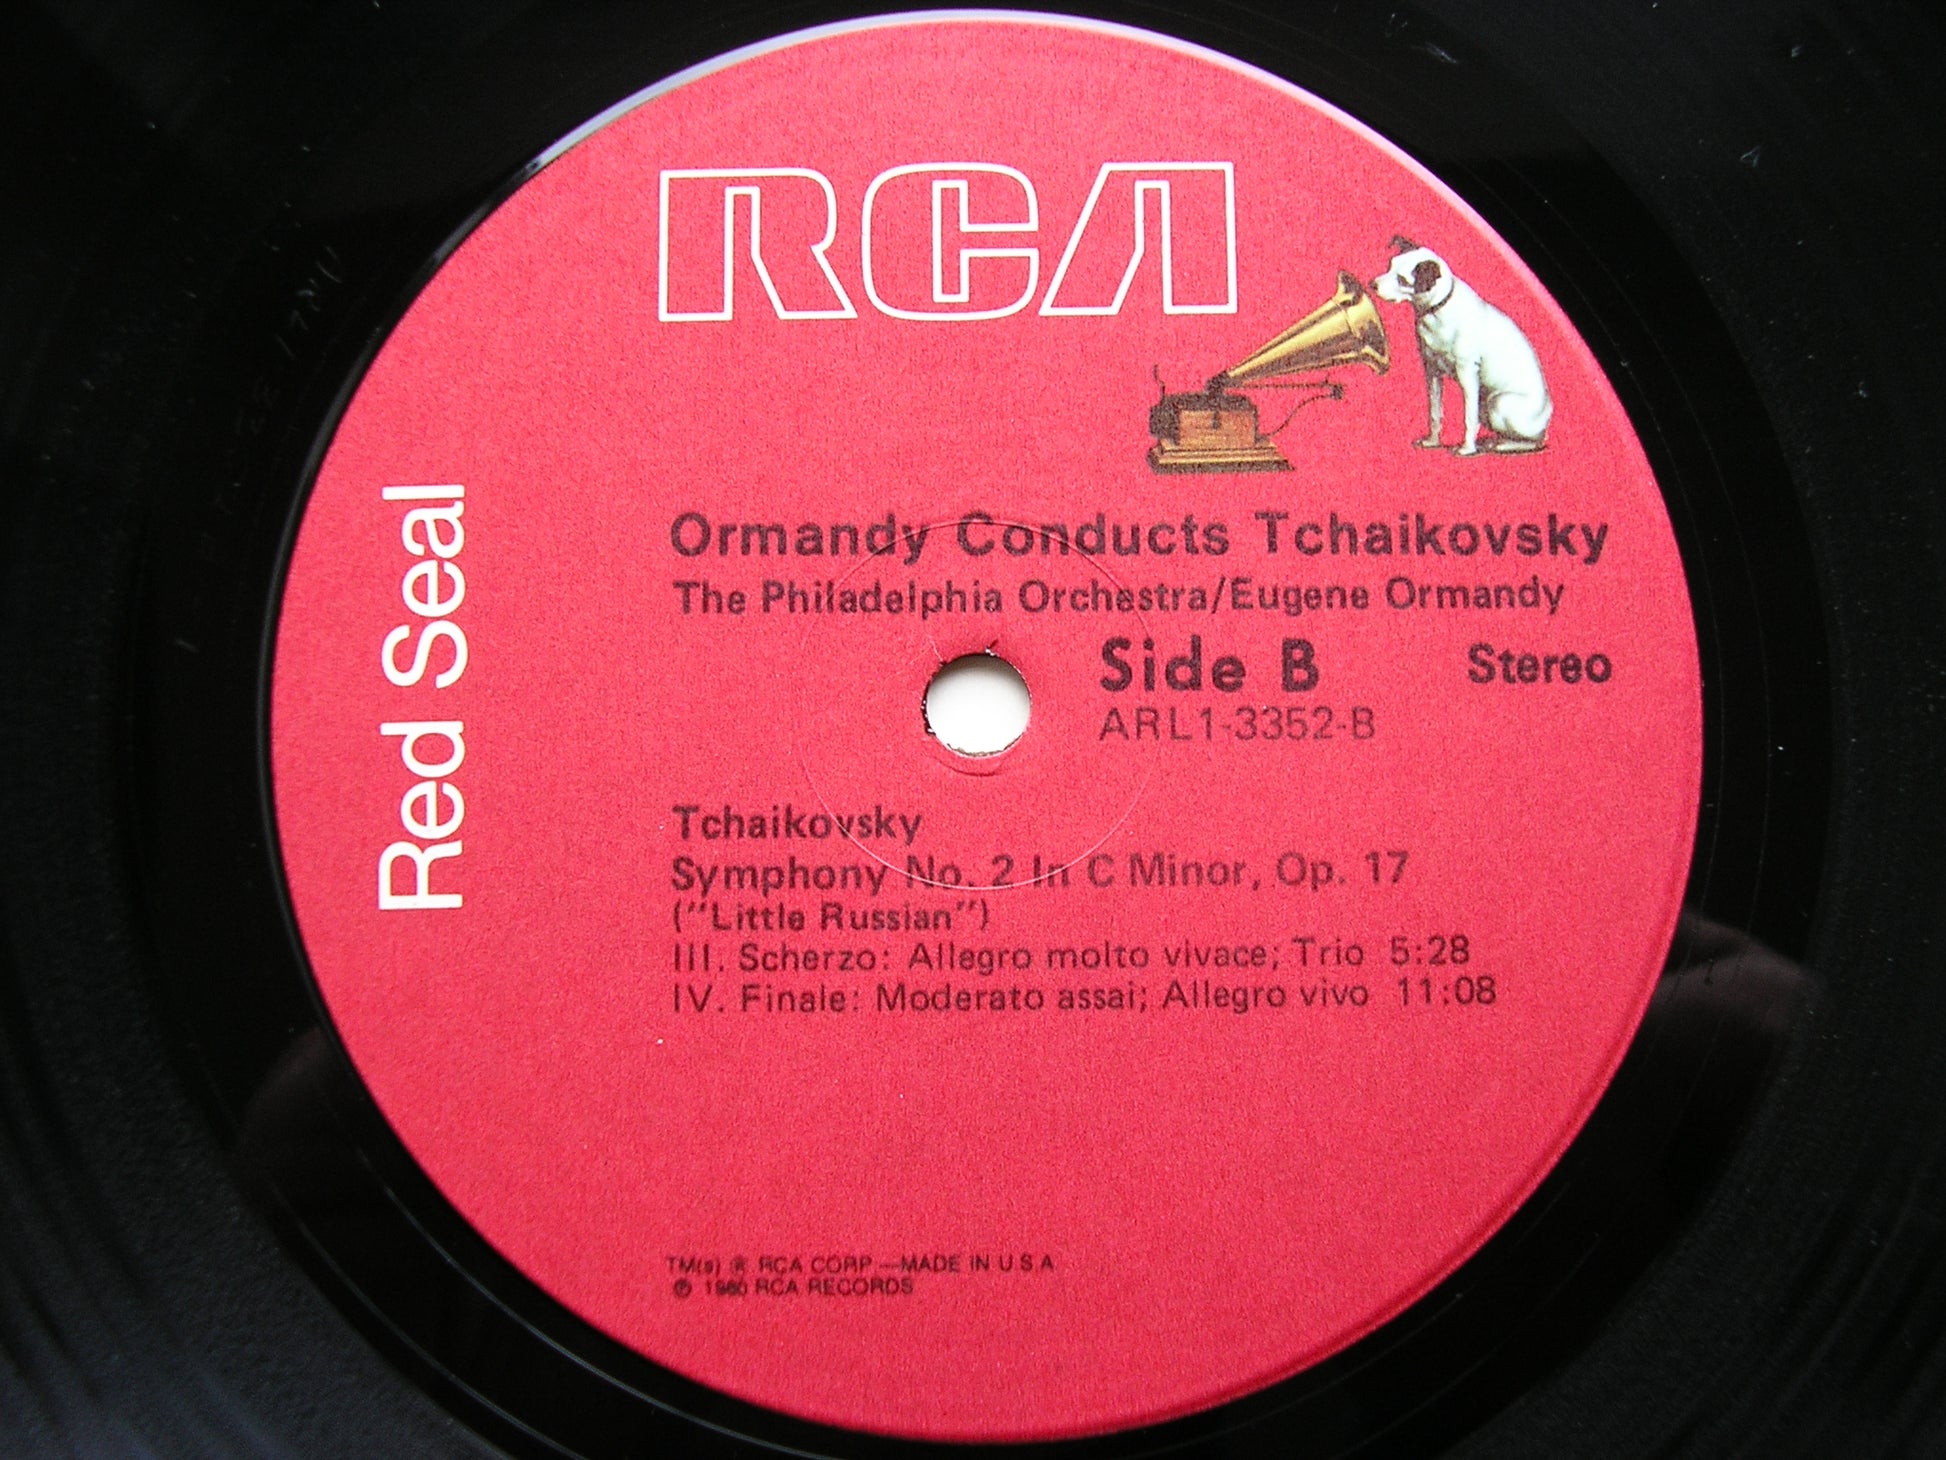 RCA
Red Seal
Ormandy Conducts Tchaikovsky
The Philadelphia Orchestra/Eugene Ormandy
Side B Stereo
ARL1-3352-B
Tchaikovsky
Symphony No. 2 In C Minor, Op. 17
("Little Russian")
III. Scherzo: Allegro molto vivace; Trio 5:28
IV. Finale: Moderato assai; Allegro vivo 11:08
TM(s) ® RCA CORP —MADE IN U S A
℗ 1980 RCA RECORDS